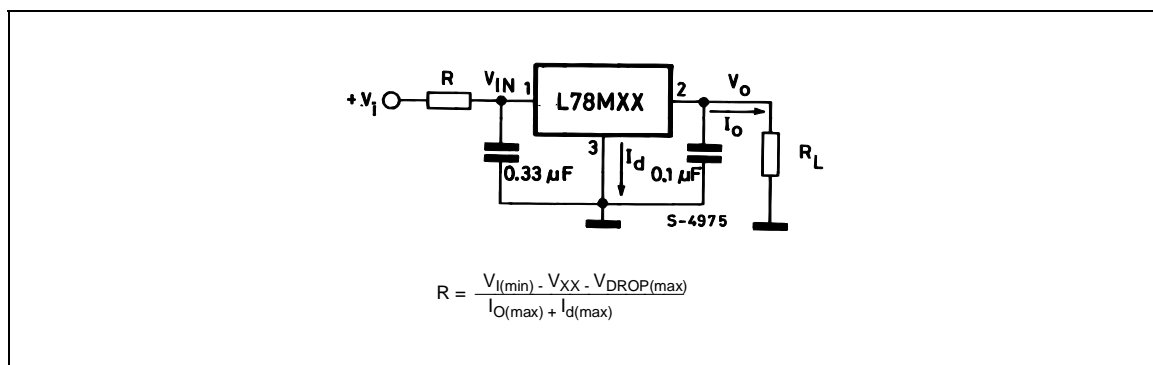 R V_IN 1 L78MXX 2 V_o
+V_i
I_o
3 I_d R_L
0.33 µF 0.1 µF
S-4975
R = V_I(min) - V_XX - V_DROP(max)
I_O(max) + I_d(max)